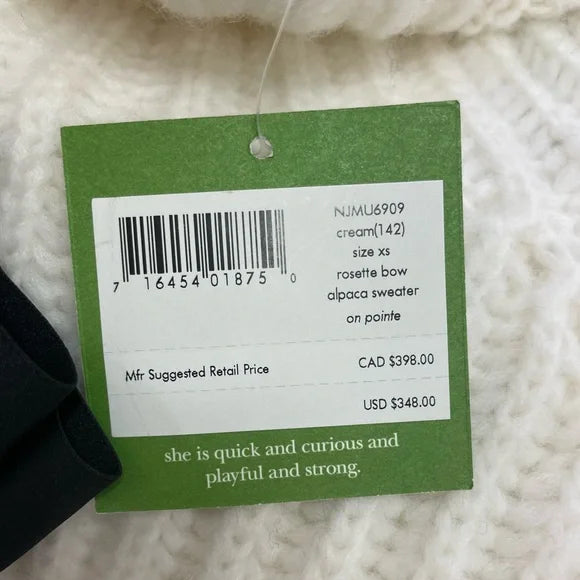 NJMU6909
cream(142)
size xs
rosette bow
alpaca sweater
on pointe
7 16454 01875 0
Mfr Suggested Retail Price CAD $398.00
USD $348.00
she is quick and curious and
playful and strong.